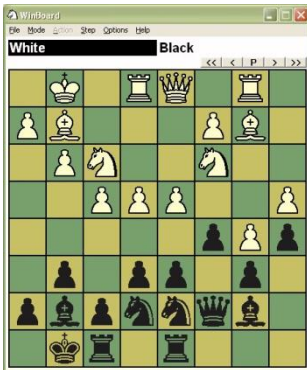 WinBoard
File Mode Action Step Options Help
White Black
<< < P > >>